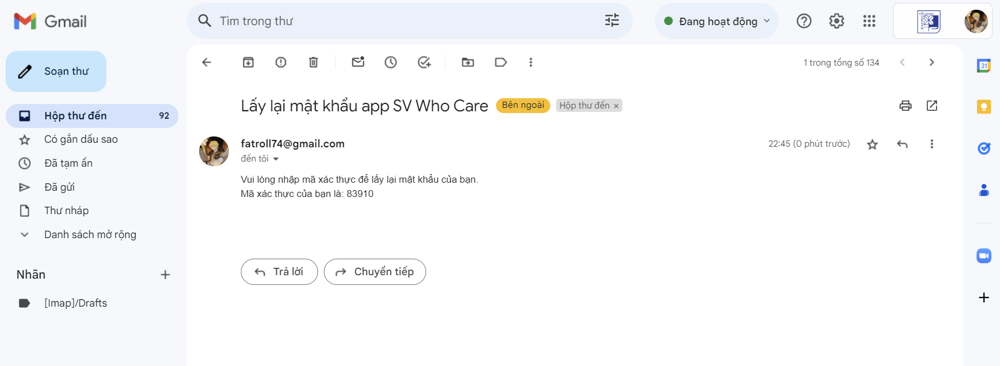 Gmail
Tìm trong thư
Đang hoạt động
Soạn thư
1 trong tổng số 134
31
Hộp thư đến 92
Có gắn dấu sao
Đã tạm ẩn
Đã gửi
Thư nháp
Danh sách mở rộng
Nhãn
[Imap]/Drafts
Lấy lại mật khẩu app SV Who Care Bên ngoài Hộp thư đến ×
fatroll74@gmail.com 22:45 (0 phút trước)
đến tôi
Vui lòng nhập mã xác thực để lấy lại mật khẩu của bạn.
Mã xác thực của bạn là: 83910
Trả lời Chuyển tiếp